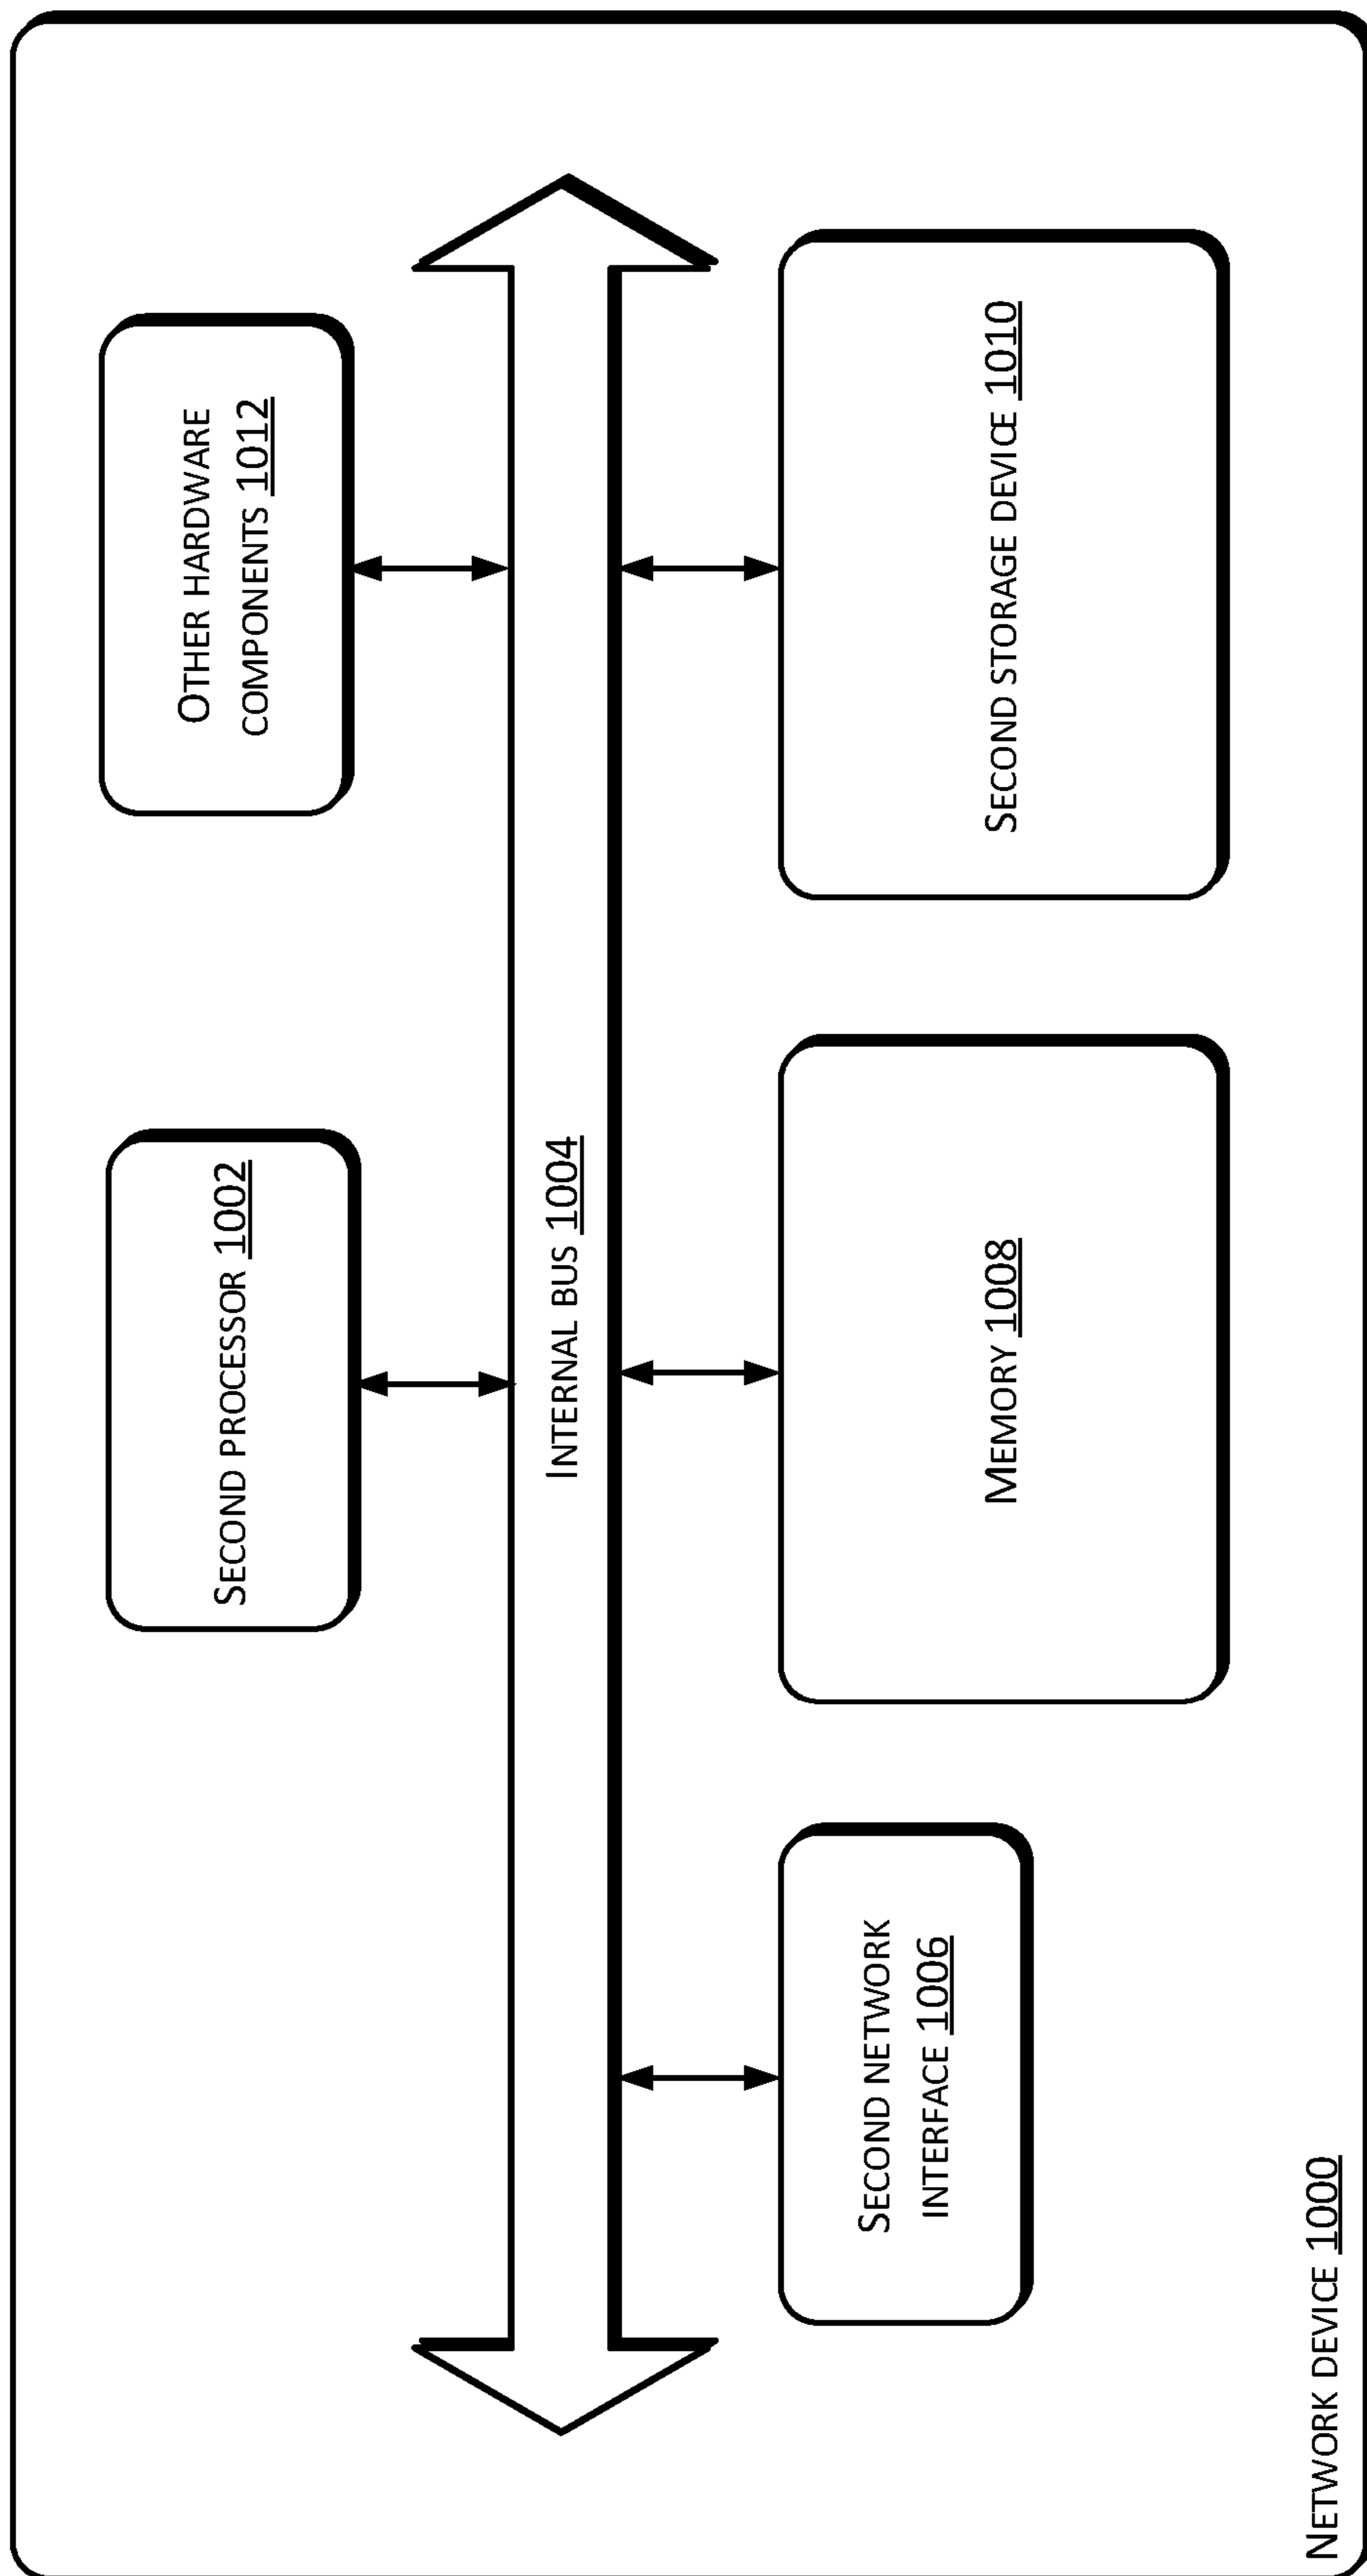 SECOND PROCESSOR 1002
OTHER HARDWARE
COMPONENTS 1012
INTERNAL BUS 1004
SECOND NETWORK
INTERFACE 1006
MEMORY 1008
SECOND STORAGE DEVICE 1010
NETWORK DEVICE 1000